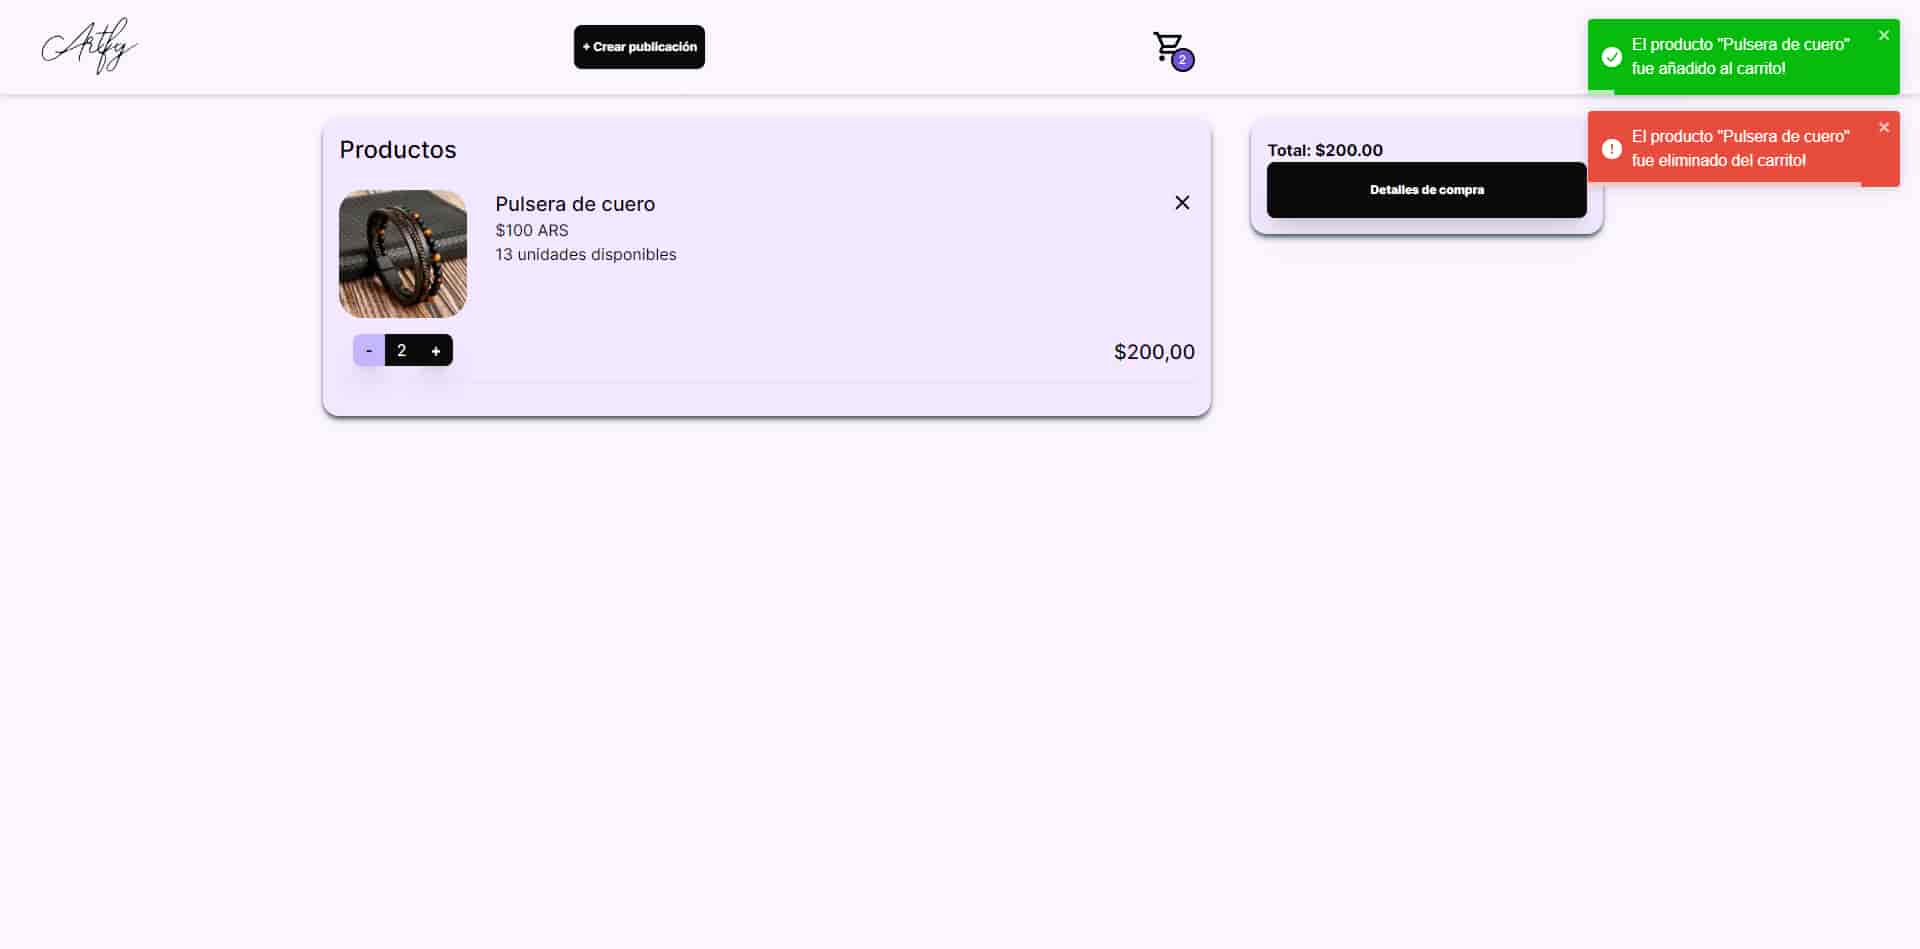 Artfy
+ Crear publicación
2
El producto "Pulsera de cuero"
fue añadido al carrito!
El producto "Pulsera de cuero"
fue eliminado del carrito!
Productos
Pulsera de cuero
$100 ARS
13 unidades disponibles
- 2 +
$200,00
Total: $200.00
Detalles de compra